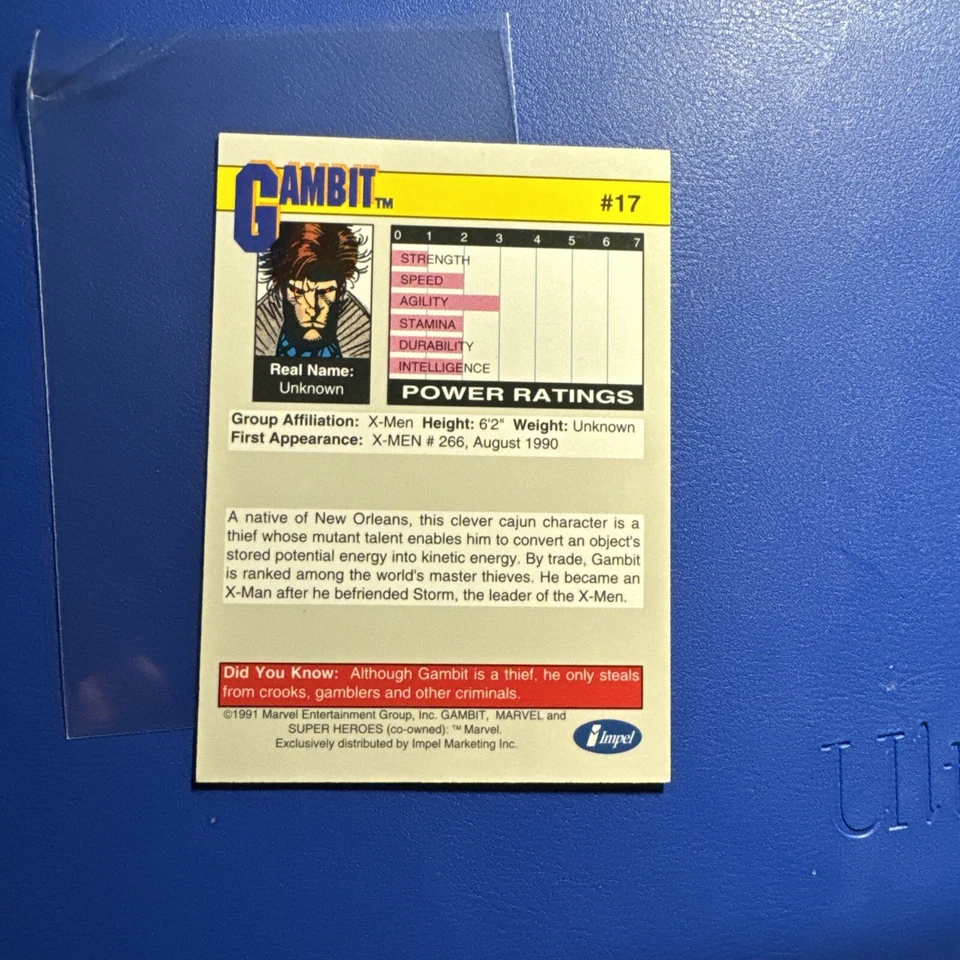 GAMBIT™
#17
0 1 2 3 4 5 6 7
STRENGTH
SPEED
AGILITY
STAMINA
DURABILITY
INTELLIGENCE
POWER RATINGS
Real Name:
Unknown
Group Affiliation: X-Men Height: 6'2" Weight: Unknown
First Appearance: X-MEN # 266, August 1990
A native of New Orleans, this clever cajun character is a
thief whose mutant talent enables him to convert an object's
stored potential energy into kinetic energy. By trade, Gambit
is ranked among the world's master thieves. He became an
X-Man after he befriended Storm, the leader of the X-Men.
Did You Know: Although Gambit is a thief, he only steals
from crooks, gamblers and other criminals.
©1991 Marvel Entertainment Group, Inc. GAMBIT, MARVEL and
SUPER HEROES (co-owned): ™ Marvel.
Exclusively distributed by Impel Marketing Inc.
Impel